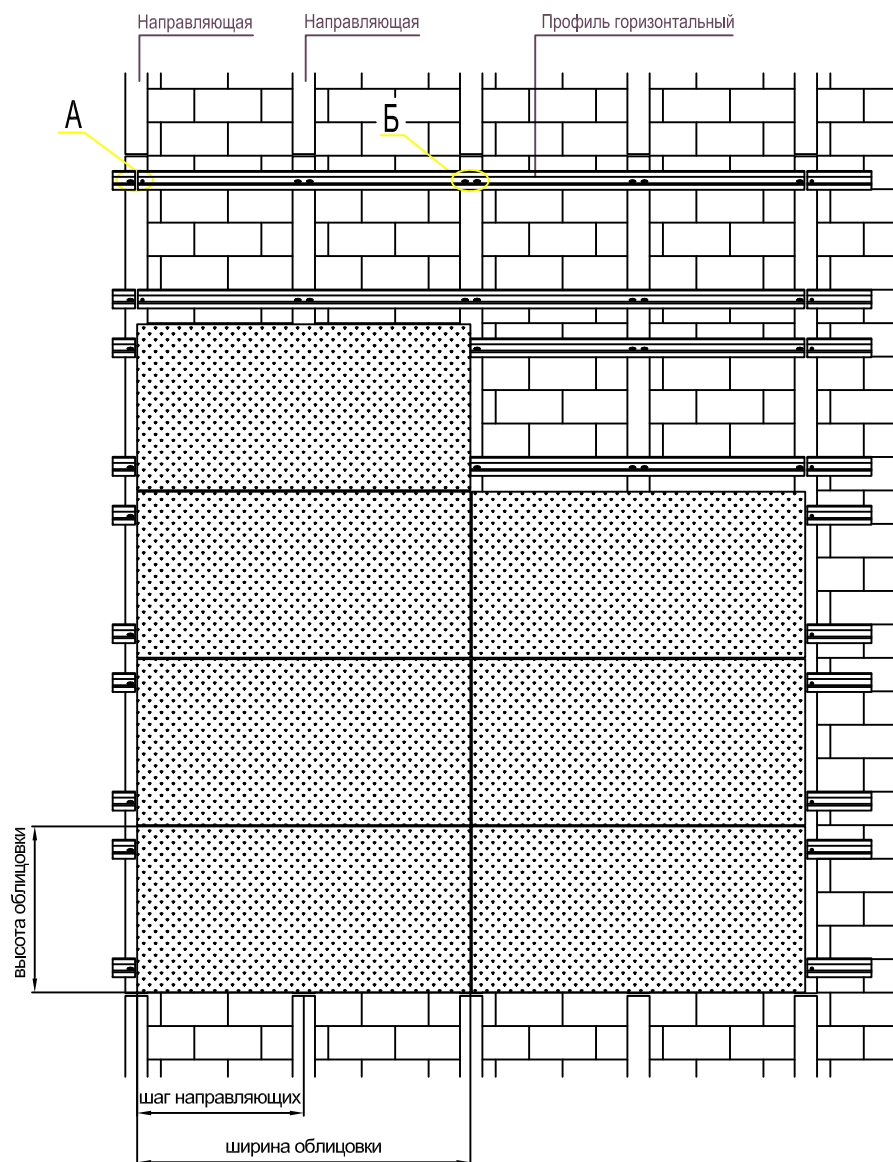 Направляющая
Направляющая
Профиль горизонтальный
А
Б
высота облицовки
шаг направляющих
ширина облицовки